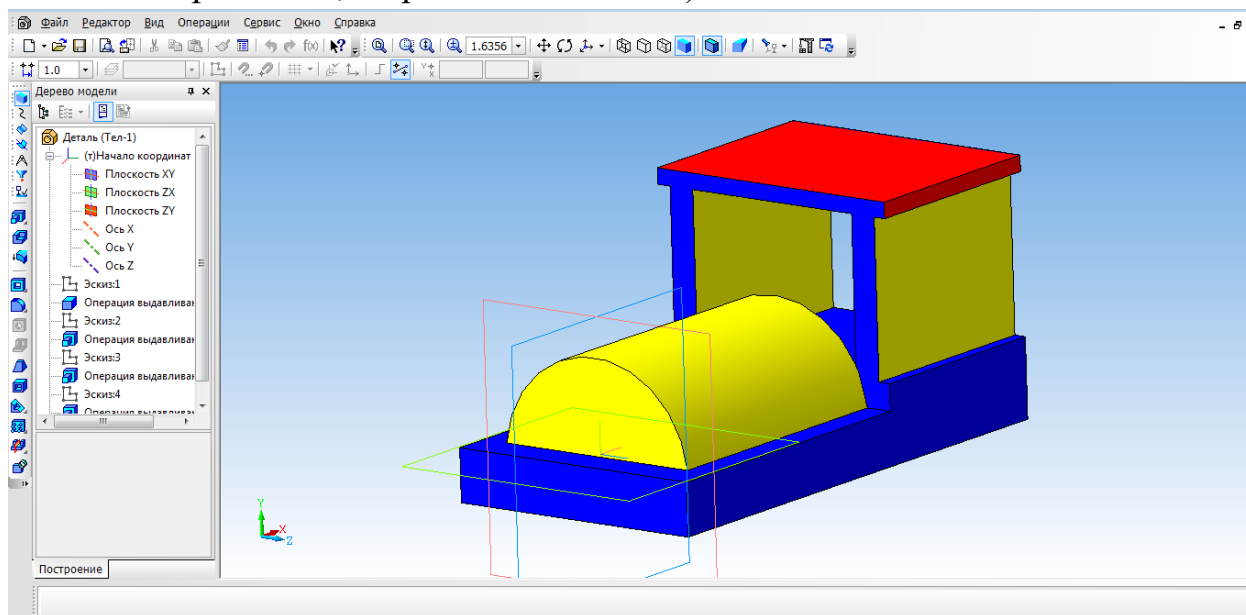 Файл Редактор Вид Операции Сервис Окно Справка
1.6356
1.0
Дерево модели
Деталь (Тел-1)
(т)Начало координат
Плоскость XY
Плоскость ZX
Плоскость ZY
Ось X
Ось Y
Ось Z
Эскиз:1
Операция выдавливан
Эскиз:2
Операция выдавливан
Эскиз:3
Операция выдавливан
Эскиз:4
Операция выдавливан
Y
X
Z
Построение